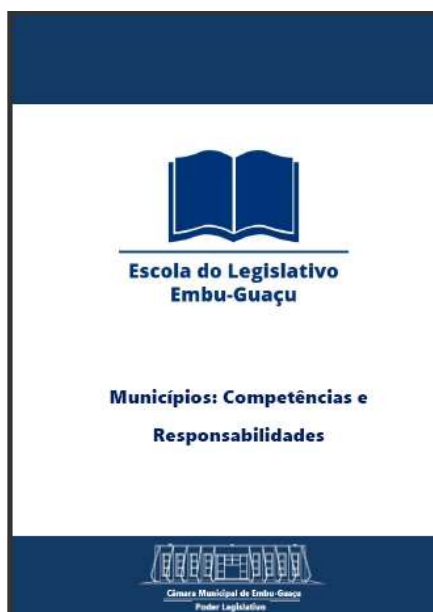 Escola do Legislativo
Embu-Guaçu
Municípios: Competências e
Responsabilidades
Câmara Municipal de Embu-Guaçu
Poder Legislativo